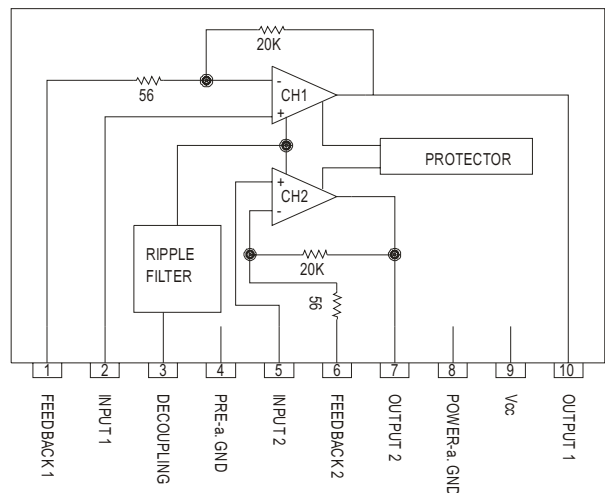 20K
56
-
CH1
+
PROTECTOR
+
CH2
-
RIPPLE
FILTER
20K
56
1
2
3
4
5
6
7
8
9
10
FEEDBACK 1
INPUT 1
DECOUPLING
PRE-a. GND
INPUT 2
FEEDBACK 2
OUTPUT 2
POWER-a. GND
Vcc
OUTPUT 1